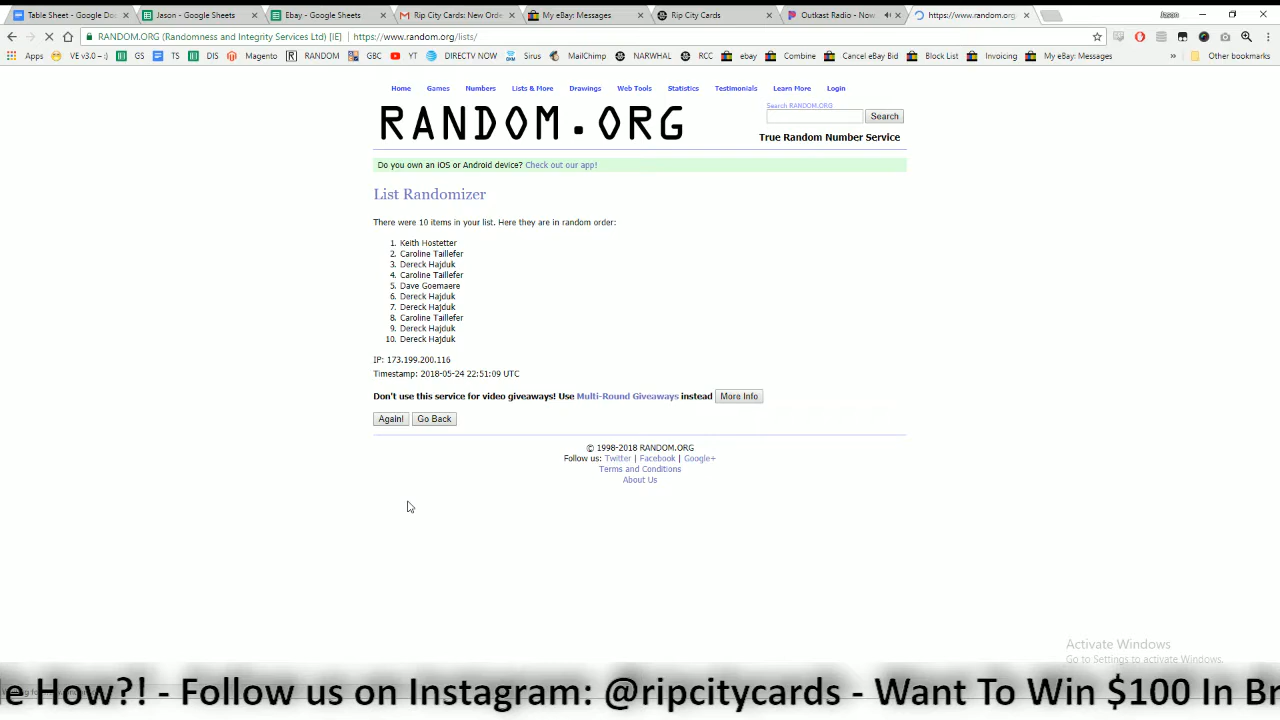 Table Sheet - Google Do
Jason - Google Sheets
Ebay - Google Sheets
Rip City Cards: New Orde
My eBay: Messages
Rip City Cards
Outkast Radio - Now
https://www.random.org
Jason
RANDOM.ORG (Randomness and Integrity Services Ltd) [IE]
https://www.random.org/lists/
Apps
VE v3.0 – :)
GS
TS
DIS
Magento
RANDOM
GBC
YT
DIRECTV NOW
Sirus
MailChimp
NARWHAL
RCC
ebay
Combine
Cancel eBay Bid
Block List
Invoicing
My eBay: Messages
»
Other bookmarks
Home Games Numbers Lists & More Drawings Web Tools Statistics Testimonials Learn More Login
RANDOM.ORG
Search RANDOM.ORG
Search
True Random Number Service
Do you own an iOS or Android device? Check out our app!
List Randomizer
There were 10 items in your list. Here they are in random order:
1. Keith Hostetter
2. Caroline Taillefer
3. Dereck Hajduk
4. Caroline Taillefer
5. Dave Goemaere
6. Dereck Hajduk
7. Dereck Hajduk
8. Caroline Taillefer
9. Dereck Hajduk
10. Dereck Hajduk
IP: 173.199.200.116
Timestamp: 2018-05-24 22:51:09 UTC
Don't use this service for video giveaways! Use Multi-Round Giveaways instead More Info
Again! Go Back
© 1998-2018 RANDOM.ORG
Follow us: Twitter | Facebook | Google+
Terms and Conditions
About Us
Activate Windows
Go to Settings to activate Windows.
le How?! - Follow us on Instagram: @ripcitycards - Want To Win $100 In Br